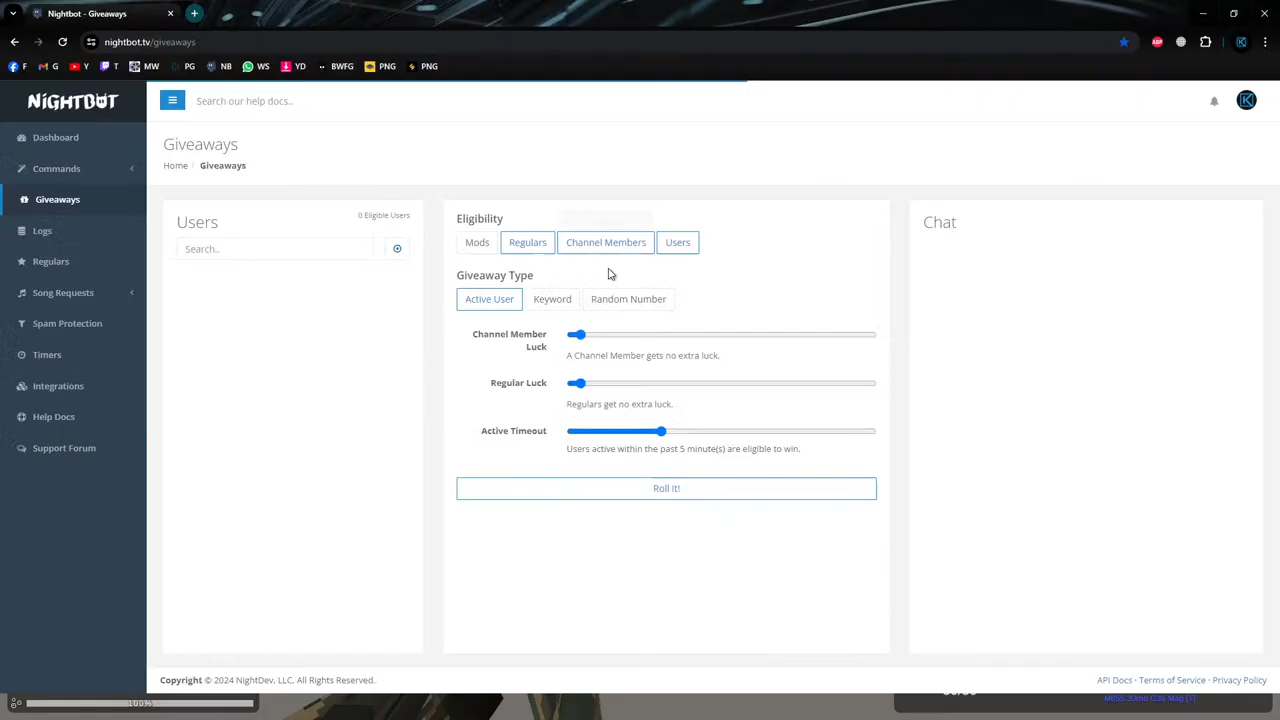 Nightbot - Giveaways
nightbot.tv/giveaways
F
M G
Y
T
MW
PG
NB
WS
YD
BWFG
PNG
PNG
NIGHTBOT
Search our help docs..
Dashboard
Commands
Giveaways
Logs
Regulars
Song Requests
Spam Protection
Timers
Integrations
Help Docs
Support Forum
Giveaways
Home / Giveaways
Users
0 Eligible Users
Search..
Eligibility
Mods Regulars Channel Members Users
Giveaway Type
Active User Keyword Random Number
Channel Member
Luck
A Channel Member gets no extra luck.
Regular Luck
Regulars get no extra luck.
Active Timeout
Users active within the past 5 minute(s) are eligible to win.
Roll It!
Chat
Copyright © 2024 NightDev, LLC, All Rights Reserved.
API Docs · Terms of Service · Privacy Policy
100%